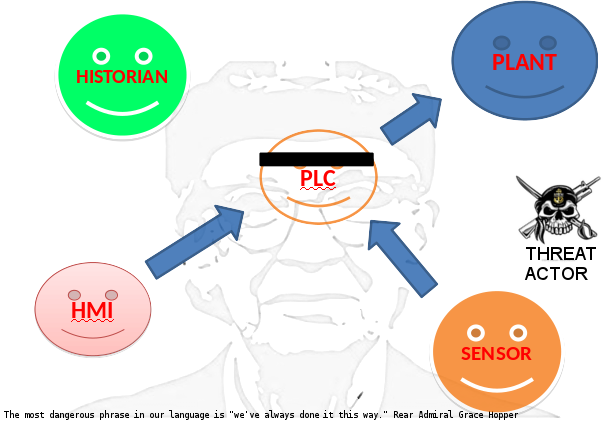 HISTORIAN
PLANT
PLC
THREAT
ACTOR
HMI
SENSOR
The most dangerous phrase in our language is "we've always done it this way." Rear Admiral Grace Hopper